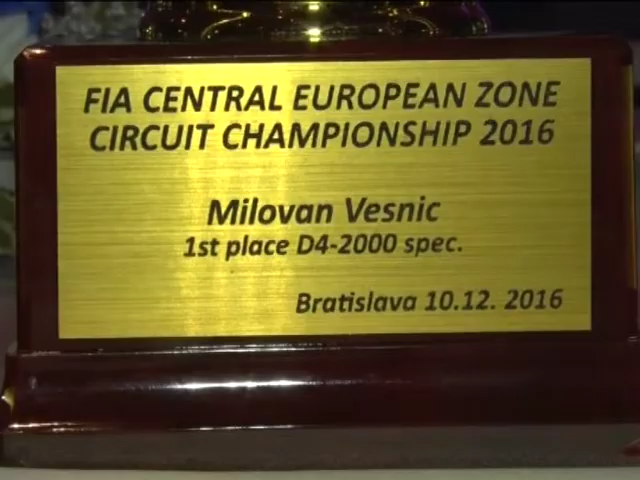 FIA CENTRAL EUROPEAN ZONE
CIRCUIT CHAMPIONSHIP 2016
Milovan Vesnic
1st place D4-2000 spec.
Bratislava 10.12. 2016